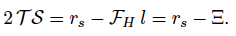 2 𝒯𝒮 = r_s − ℱ_H l = r_s − Ξ.